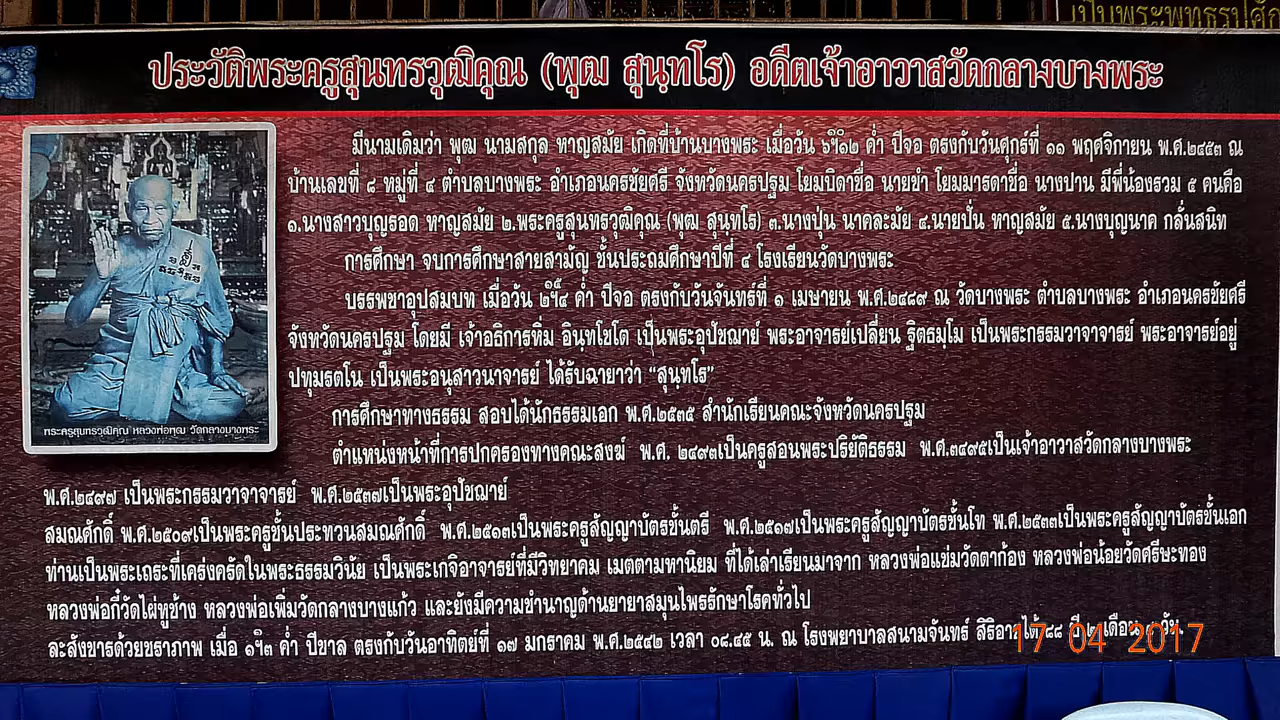 เป็นพระพุทธรูปศักดิ์
ประวัติพระครูสุนทรวุฒิคุณ (พุฒ สุนฺทโร) อดีตเจ้าอาวาสวัดกลางบางพระ
มีนามเดิมว่า พุฒ นามสกุล หาญสมัย เกิดที่บ้านบางพระ เมื่อวัน ๖ฯ๑๒ ค่ำ ปีจอ ตรงกับวันศุกร์ที่ ๑๑ พฤศจิกายน พ.ศ.๒๔๕๓ ณ
บ้านเลขที่ ๘ หมู่ที่ ๔ ตำบลบางพระ อำเภอนครชัยศรี จังหวัดนครปฐม โยมบิดาชื่อ นายขำ โยมมารดาชื่อ นางปาน มีพี่น้องรวม ๕ คนคือ
๑.นางสาวบุญรอด หาญสมัย ๒.พระครูสุนทรวุฒิคุณ (พุฒ สุนฺทโร) ๓.นางปุ่น นาคละมัย ๔.นายปั่น หาญสมัย ๕.นางบุญนาค กลั่นสนิท
การศึกษา จบการศึกษาสายสามัญ ชั้นประถมศึกษาปีที่ ๔ โรงเรียนวัดบางพระ
บรรพชาอุปสมบท เมื่อวัน ๒ฯ๔ ค่ำ ปีจอ ตรงกับวันจันทร์ที่ ๑ เมษายน พ.ศ.๒๔๘๙ ณ วัดบางพระ ตำบลบางพระ อำเภอนครชัยศรี
จังหวัดนครปฐม โดยมี เจ้าอธิการหิ่ม อินฺทโชโต เป็นพระอุปัชฌาย์ พระอาจารย์เปลี่ยน ฐิตธมฺโม เป็นพระกรรมวาจาจารย์ พระอาจารย์อยู่
ปทุมรตโน เป็นพระอนุสาวนาจารย์ ได้รับฉายาว่า “สุนฺทโร”
การศึกษาทางธรรม สอบได้นักธรรมเอก พ.ศ.๒๕๓๕ สำนักเรียนคณะจังหวัดนครปฐม
ตำแหน่งหน้าที่การปกครองทางคณะสงฆ์ พ.ศ. ๒๔๙๓เป็นครูสอนพระปริยัติธรรม พ.ศ.๓๔๙๕เป็นเจ้าอาวาสวัดกลางบางพระ
พ.ศ.๒๔๙๗ เป็นพระกรรมวาจาจารย์ พ.ศ.๒๕๓๗เป็นพระอุปัชฌาย์
สมณศักดิ์ พ.ศ.๒๕๐๙เป็นพระครูชั้นประทวนสมณศักดิ์ พ.ศ.๒๕๑๓เป็นพระครูสัญญาบัตรชั้นตรี พ.ศ.๒๕๑๗เป็นพระครูสัญญาบัตรชั้นโท พ.ศ.๒๕๓๓เป็นพระครูสัญญาบัตรชั้นเอก
ท่านเป็นพระเถระที่เคร่งครัดในพระธรรมวินัย เป็นพระเกจิอาจารย์ที่มีวิทยาคม เมตตามหานิยม ที่ได้เล่าเรียนมาจาก หลวงพ่อแช่มวัดตาก้อง หลวงพ่อน้อยวัดศรีษะทอง
หลวงพ่อกี๋วัดไผ่หูช้าง หลวงพ่อเพิ่มวัดกลางบางแก้ว และยังมีความชำนาญด้านยายาสมุนไพรรักษาโรคทั่วไป
ละสังขารด้วยชราภาพ เมื่อ ๑ฯ๓ ค่ำ ปีขาล ตรงกับวันอาทิตย์ที่ ๑๗ มกราคม พ.ศ.๒๕๔๒ เวลา ๐๘.๔๕ น. ณ โรงพยาบาลสนามจันทร์ สิริอายุได้ ๘๘ ปี ๒ เดือน วัน.
พระครูสุนทรวุฒิคุณ หลวงพ่อพุฒ วัดกลางบางพระ
17 04 2017